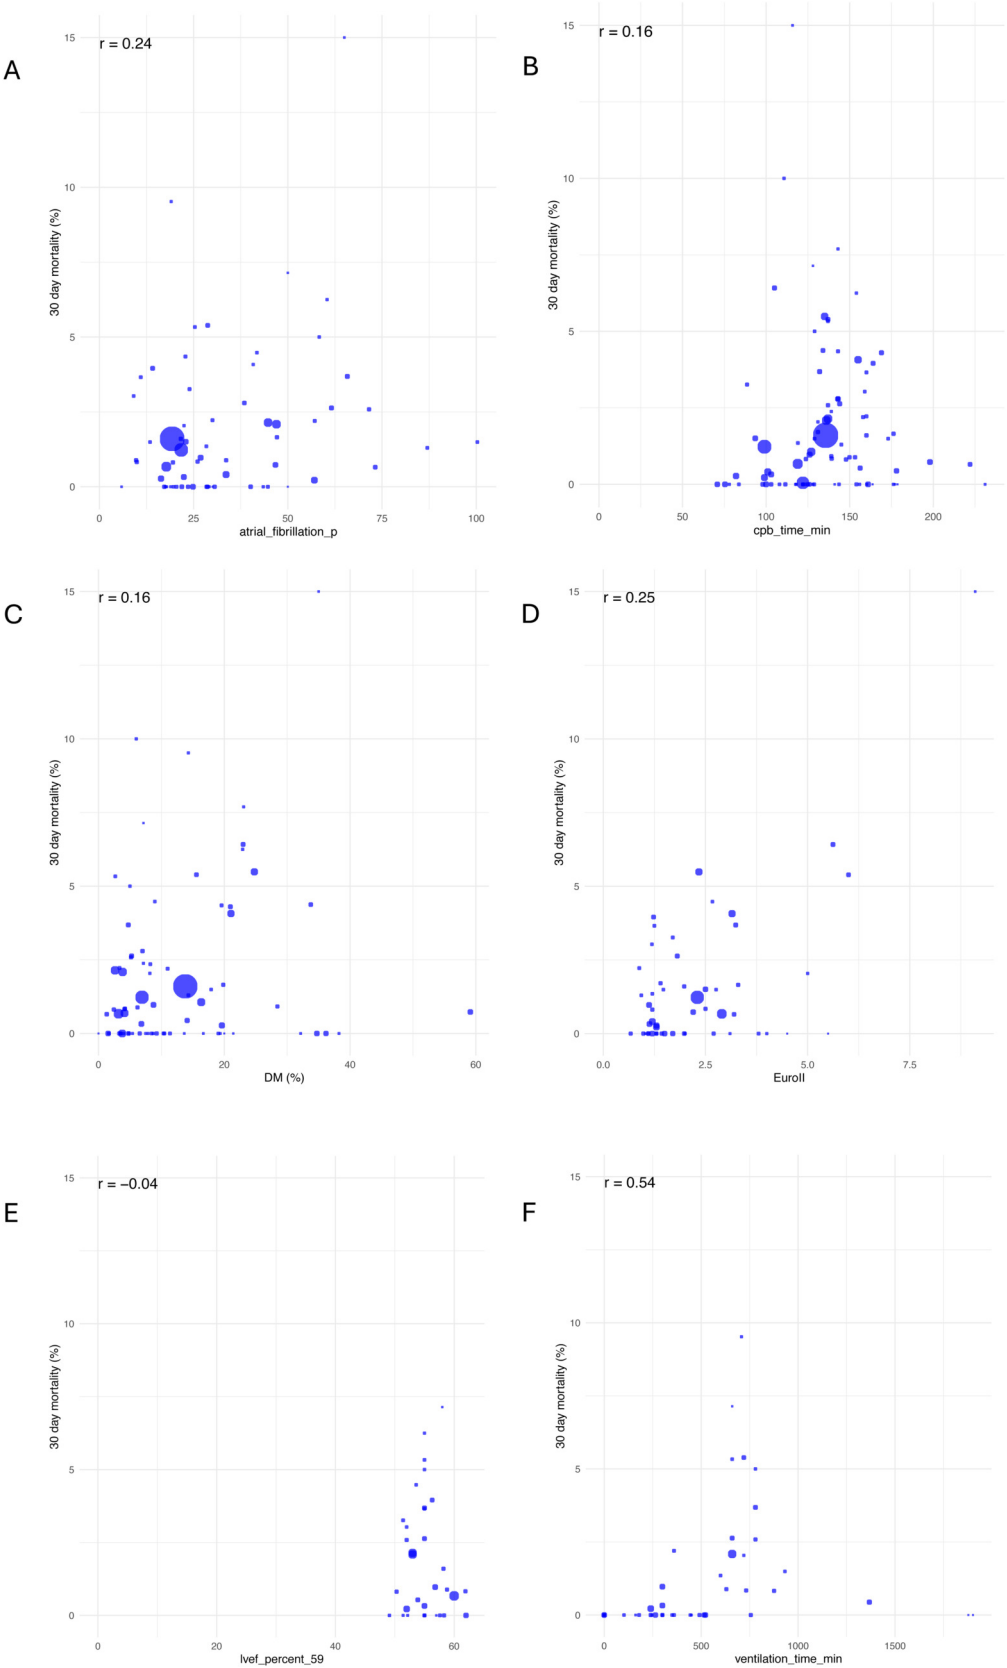 A
r = 0.24
15
10
5
0
30 day mortality (%)
0 25 50 75 100
atrial_fibrillation_p
B
r = 0.16
15
10
5
0
30 day mortality (%)
0 50 100 150 200
cpb_time_min
C
r = 0.16
15
10
5
0
30 day mortality (%)
0 20 40 60
DM (%)
D
r = 0.25
15
10
5
0
30 day mortality (%)
0.0 2.5 5.0 7.5
EuroII
E
r = −0.04
15
10
5
0
30 day mortality (%)
0 20 40 60
lvef_percent_59
F
r = 0.54
15
10
5
0
30 day mortality (%)
0 500 1000 1500
ventilation_time_min